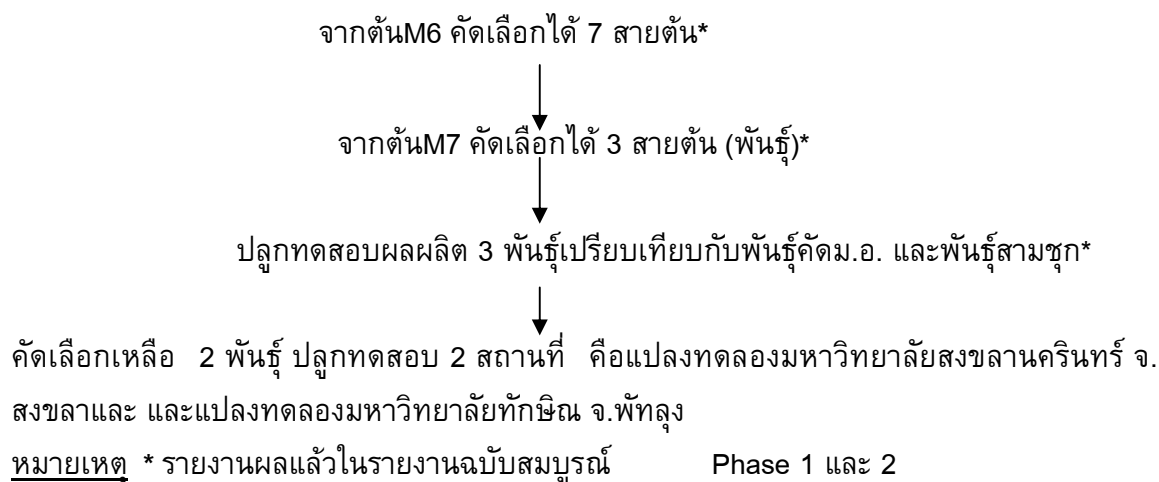 จากต้นM6 คัดเลือกได้ 7 สายต้น*
จากต้นM7 คัดเลือกได้ 3 สายต้น (พันธุ์)*
ปลูกทดสอบผลผลิต 3 พันธุ์เปรียบเทียบกับพันธุ์คัดม.อ. และพันธุ์สามชุก*
คัดเลือกเหลือ 2 พันธุ์ ปลูกทดสอบ 2 สถานที่ คือแปลงทดลองมหาวิทยาลัยสงขลานครินทร์ จ.
สงขลาและ และแปลงทดลองมหาวิทยาลัยทักษิณ จ.พัทลุง
หมายเหตุ * รายงานผลแล้วในรายงานฉบับสมบูรณ์ Phase 1 และ 2